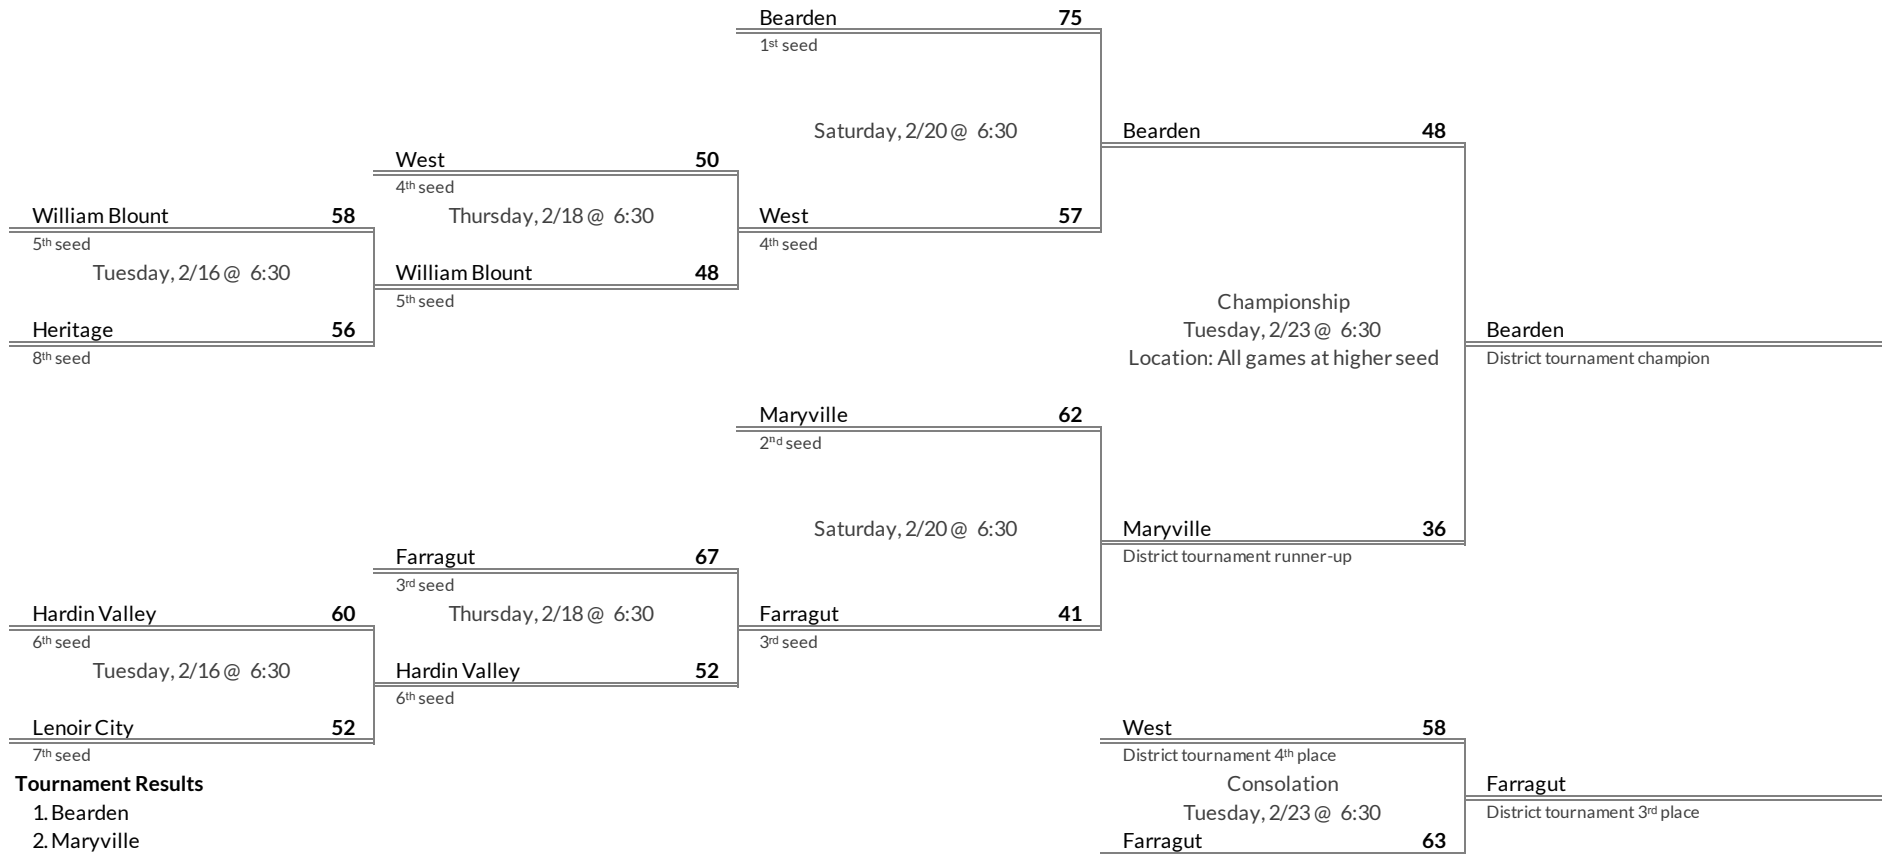 Bearden 75
1st seed
Saturday, 2/20 @ 6:30
Bearden 48
West 50
4th seed
William Blount 58
Thursday, 2/18 @ 6:30
West 57
5th seed
4th seed
Tuesday, 2/16 @ 6:30
William Blount 48
5th seed
Championship
Heritage 56
Tuesday, 2/23 @ 6:30
Bearden
8th seed
Location: All games at higher seed
District tournament champion
Maryville 62
2nd seed
Saturday, 2/20 @ 6:30
Maryville 36
Farragut 67
District tournament runner-up
3rd seed
Hardin Valley 60
Thursday, 2/18 @ 6:30
Farragut 41
6th seed
3rd seed
Tuesday, 2/16 @ 6:30
Hardin Valley 52
6th seed
Lenoir City 52
West 58
7th seed
District tournament 4th place
Tournament Results
Consolation
Farragut
1. Bearden
Tuesday, 2/23 @ 6:30
District tournament 3rd place
2. Maryville
Farragut 63